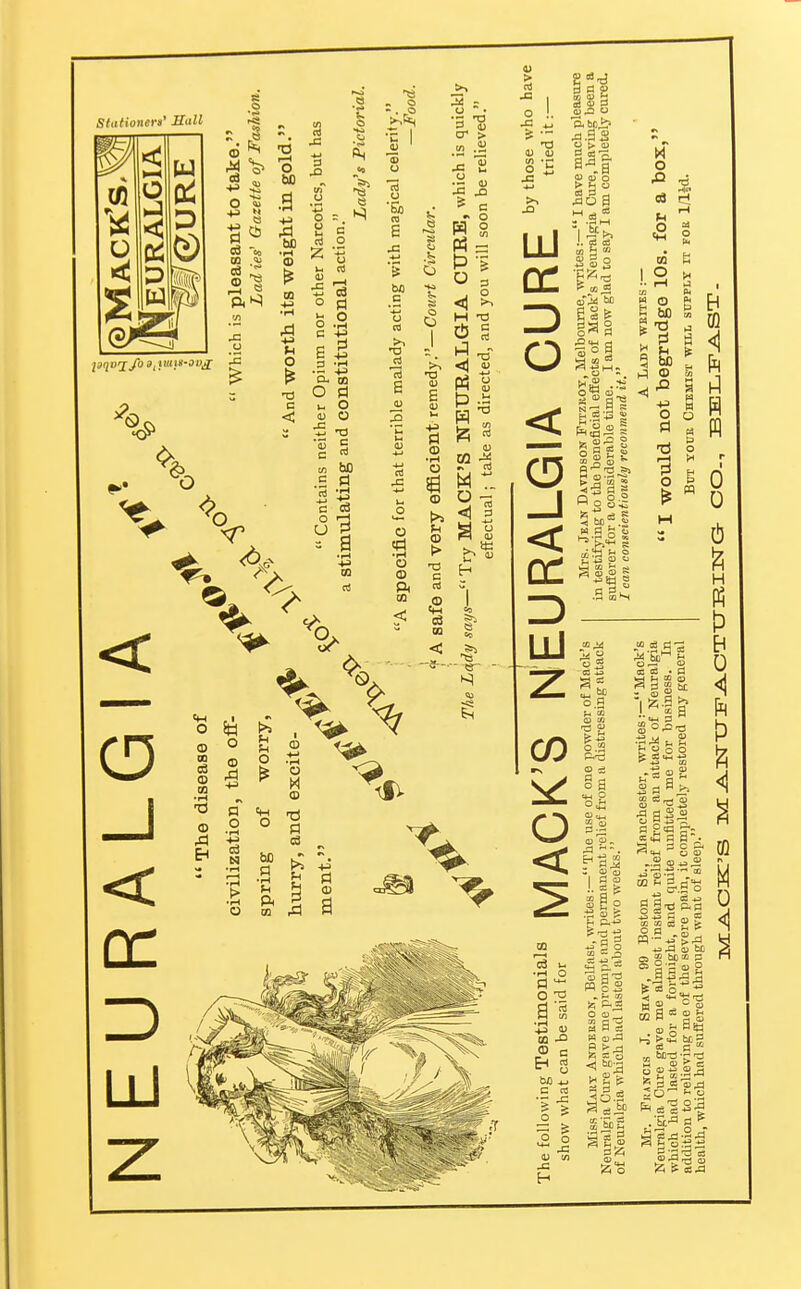 NEURALGIA
Stationers' Hall
MACK'S.
NEURALGIA
CURE
Fac-simile of Label
“The disease of
civilization, the off-
spring of worry,
hurry, and excite-
ment.”
When for 1/1½d. you can
“ Which is pleasant to take.”
Ladies' Gazette of Fashion.
“ And worth its weight in gold.”
“ Contains neither Opium nor other Narcotics, but has
a stimulating and constitutional action.”
Lady's Pictorial.
“A specific for that terrible malady acting with magical celerity.”
—Food.
“A safe and very efficient remedy.”—Court Circular.
The Lady says—“Try MACK'S NEURALGIA CURE, which is quickly
effectual; take as directed, and you will soon be relieved.”
The following Testimonials
show what can be said for
MACK'S NEURALGIA CURE
by those who have
tried it:—
Miss Mary Anderson, Belfast, writes:—“The use of one powder of Mack's
Neuralgia Cure gave me prompt and permanent relief from a distressing attack
of Neuralgia which had lasted about two weeks.”
Mr. Francis J. Shaw, 99 Boston St., Manchester, writes:—“Mack's
Neuralgia Cure gave me almost instant relief from an attack of Neuralgia
which had lasted for a fortnight, and quite unfitted me for business. In
addition to relieving me of the severe pain, it completely restored my general
health, which had suffered through want of sleep.”
Mrs. Jean Davidson Fitzroy, Melbourne, writes:—“I have much pleasure
in testifying to the beneficial effects of Mack's Neuralgia Cure, having been a
sufferer for a considerable time. I am now glad to say I am completely cured.
I can conscientiously recommend it.”
A Lady writes:—
“I would not begrudge 10s. for a box,”
But your Chemist will supply it for 1/1½d.
MACK'S MANUFACTURING CO., BELFAST.